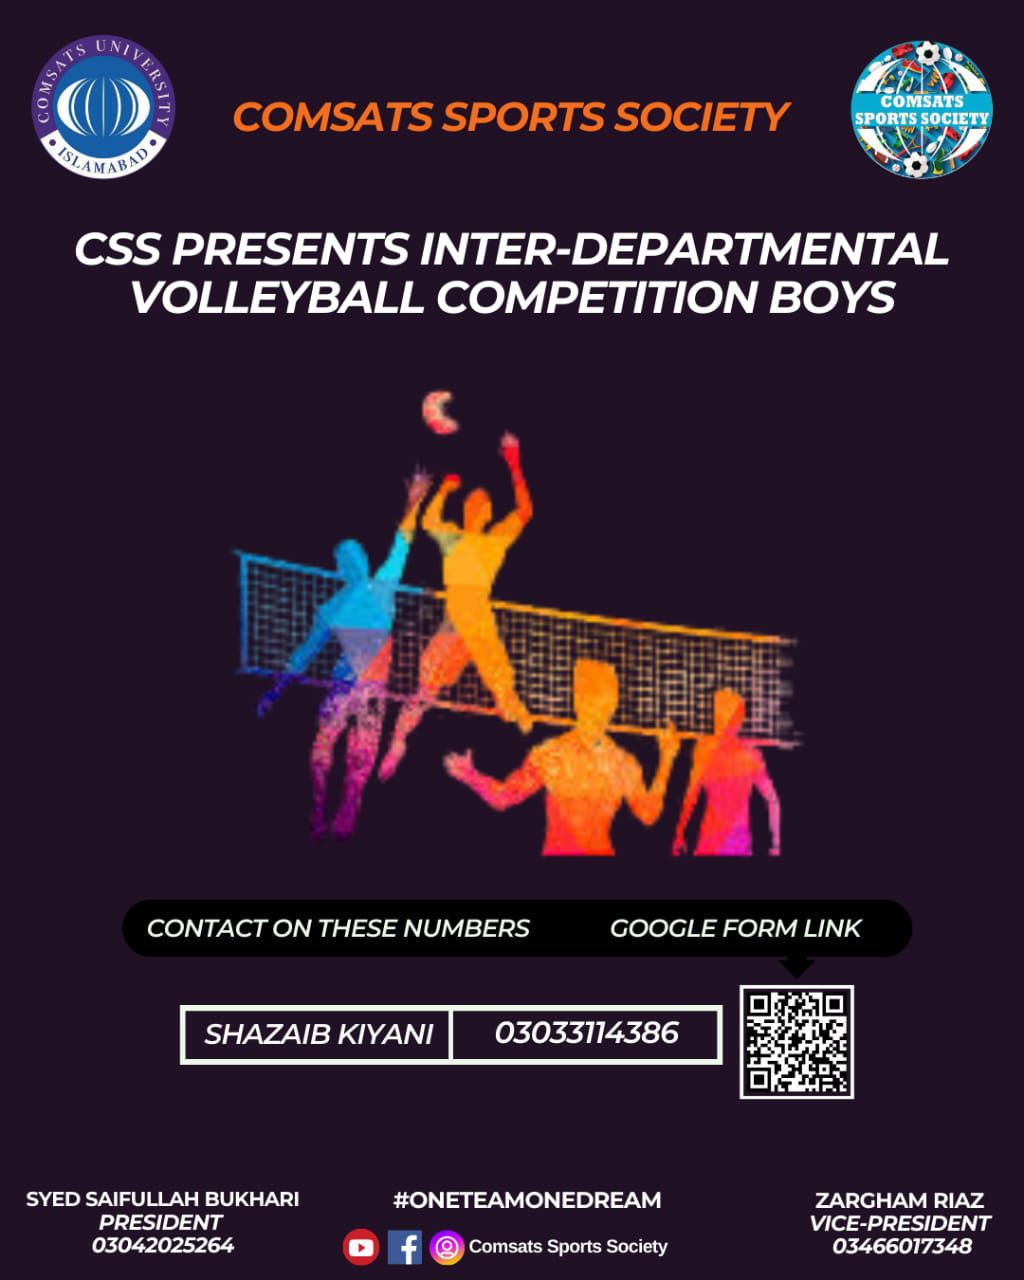 COMSATS UNIVERSITY
ISLAMABAD
COMSATS SPORTS SOCIETY
COMSATS
SPORTS SOCIETY
CSS PRESENTS INTER-DEPARTMENTAL
VOLLEYBALL COMPETITION BOYS
CONTACT ON THESE NUMBERS
GOOGLE FORM LINK
SHAZAIB KIYANI
03033114386
SYED SAIFULLAH BUKHARI
PRESIDENT
03042025264
#ONETEAMONEDREAM
Comsats Sports Society
ZARGHAM RIAZ
VICE-PRESIDENT
03466017348